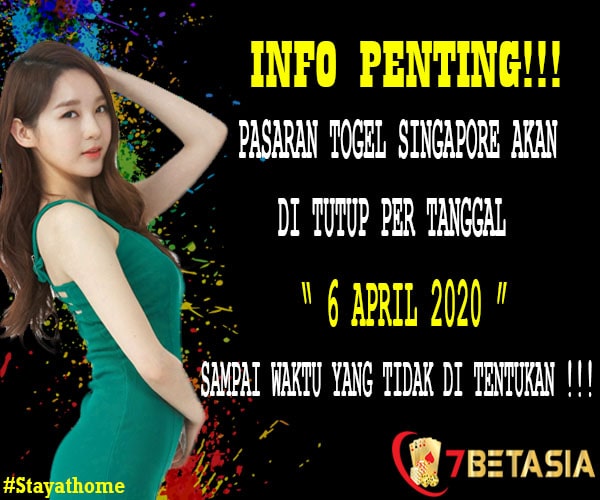 INFO PENTING!!!
PASARAN TOGEL SINGAPORE AKAN
DI TUTUP PER TANGGAL
" 6 APRIL 2020 "
SAMPAI WAKTU YANG TIDAK DI TENTUKAN !!!
7BETASIA
#Stayathome